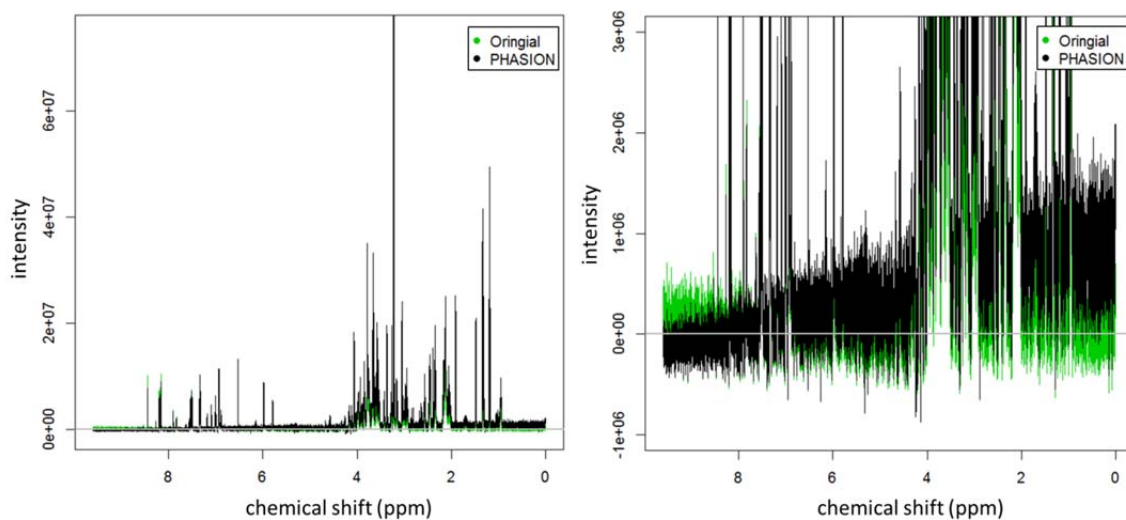 Oringial
PHASION
intensity
6e+07
4e+07
2e+07
0e+00
8
6
4
2
0
chemical shift (ppm)
Oringial
PHASION
intensity
3e+06
2e+06
1e+06
0e+00
-1e+06
8
6
4
2
0
chemical shift (ppm)